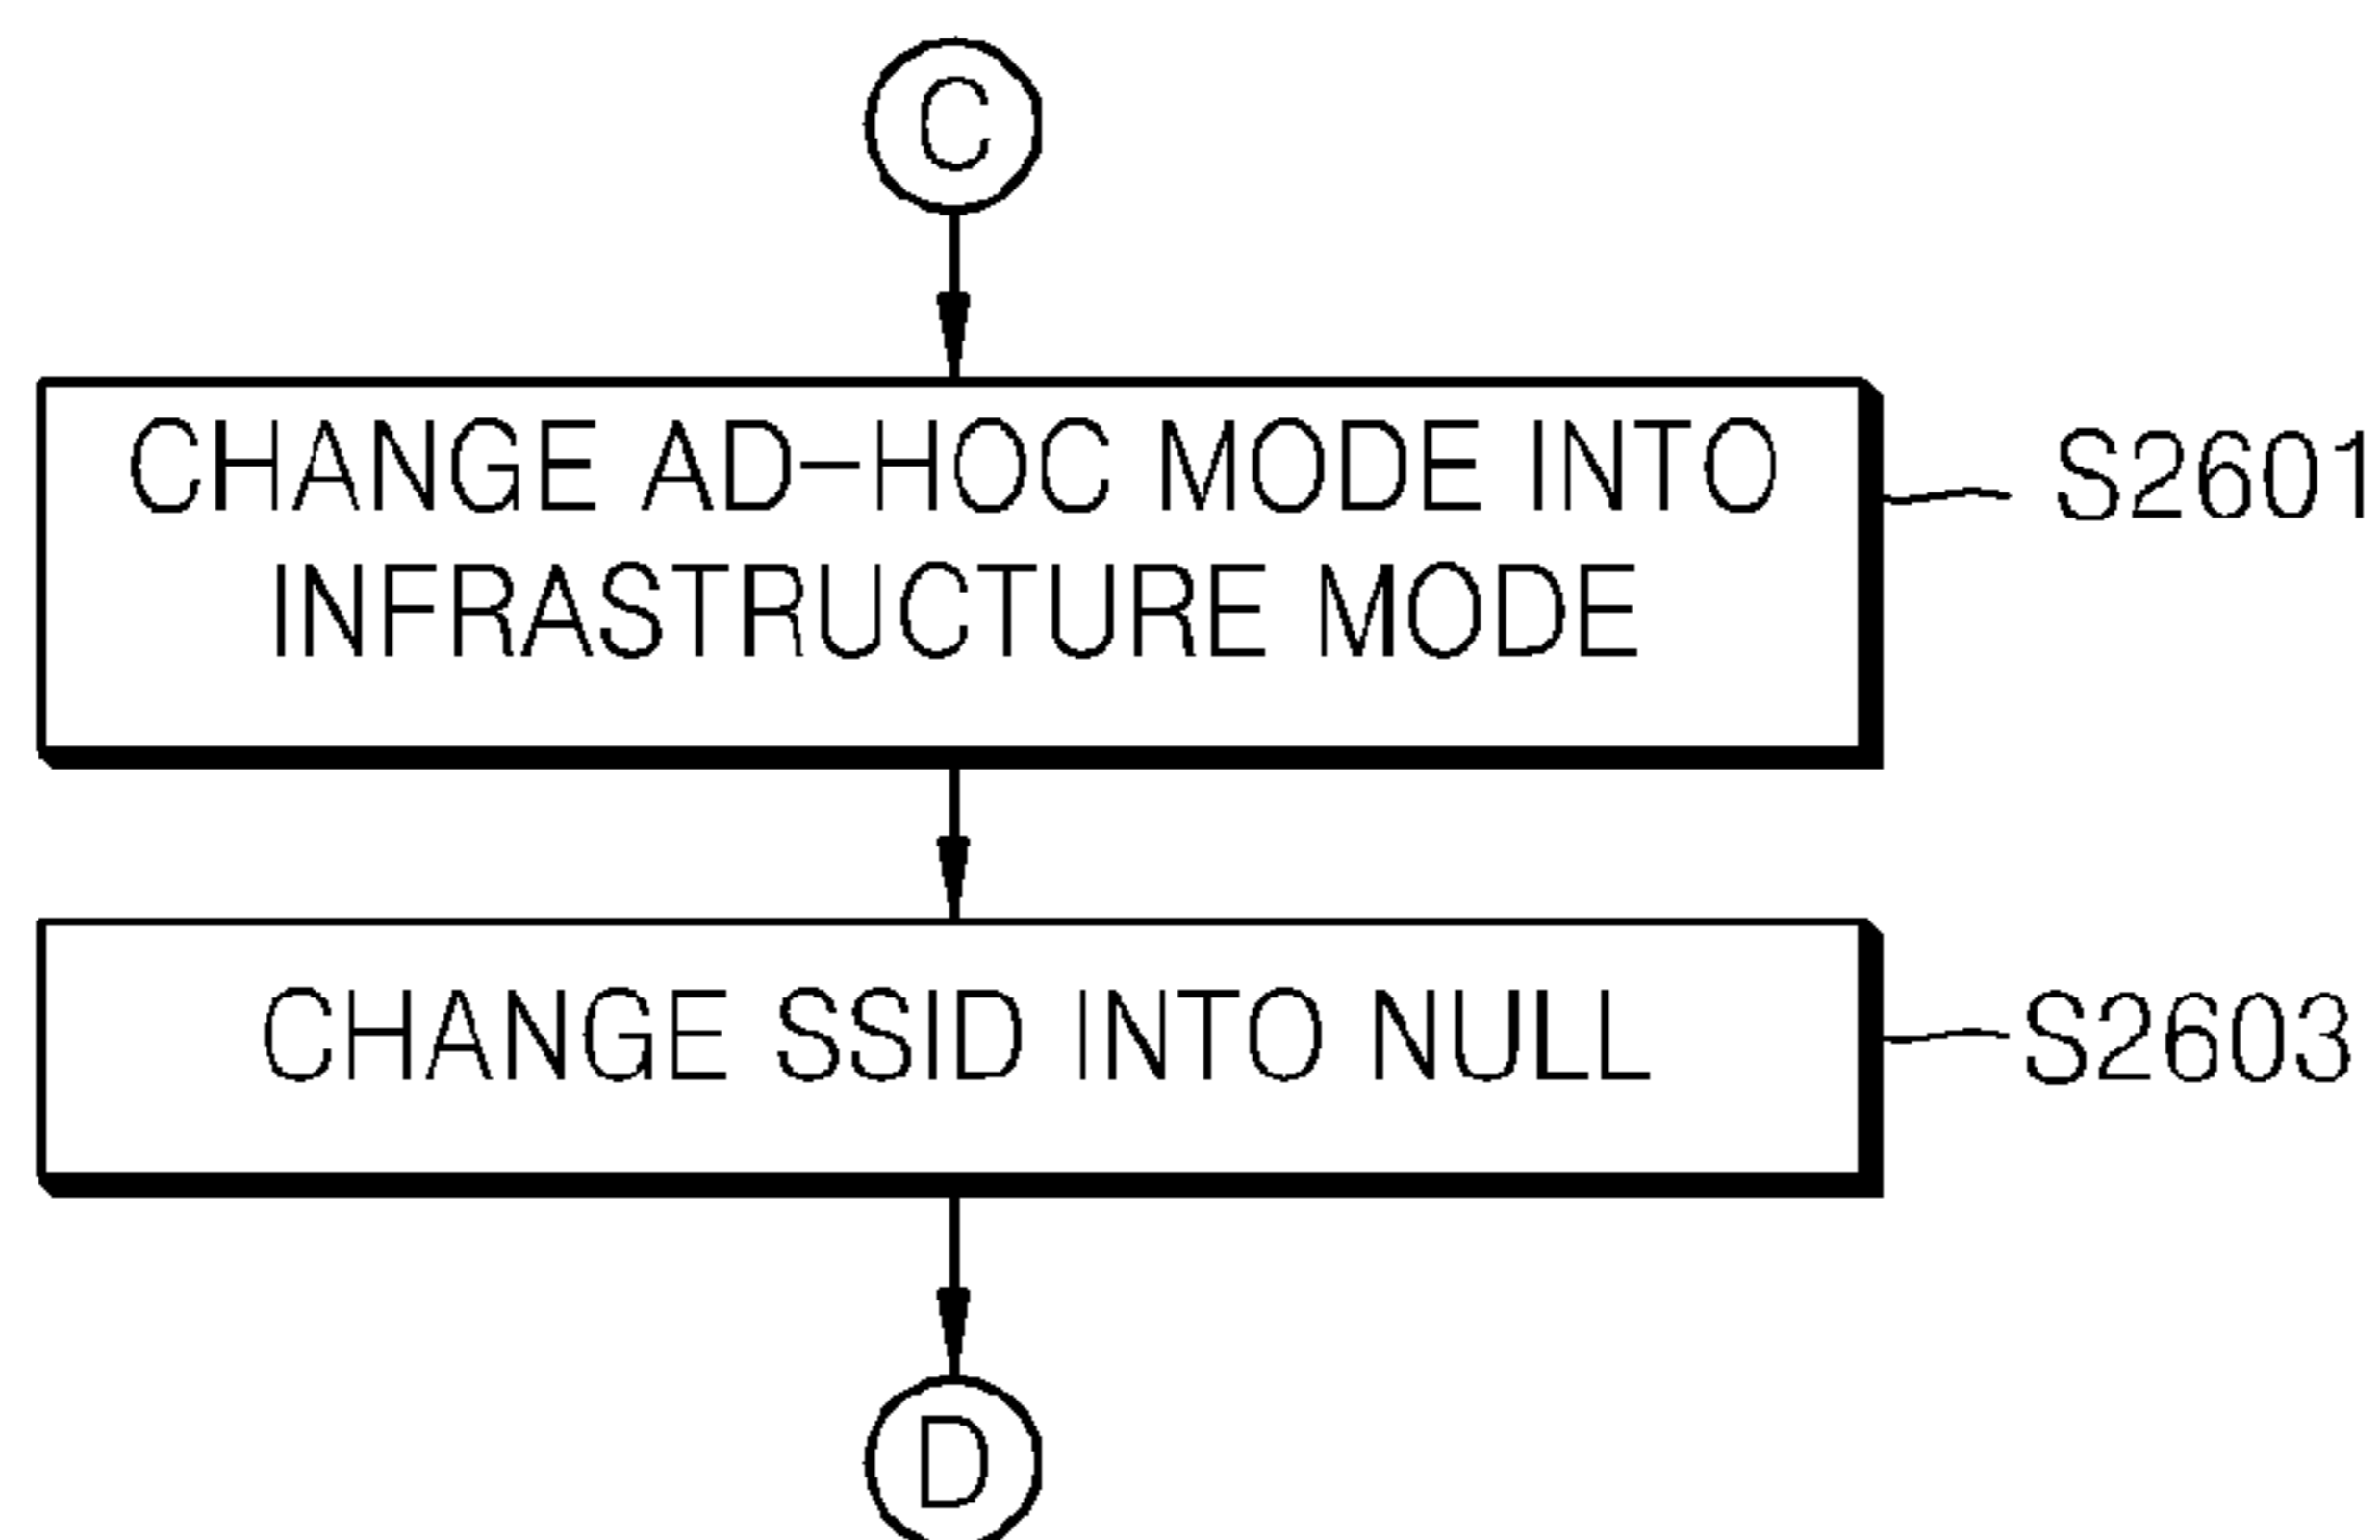 C
CHANGE AD-HOC MODE INTO
INFRASTRUCTURE MODE
S2601
CHANGE SSID INTO NULL
S2603
D